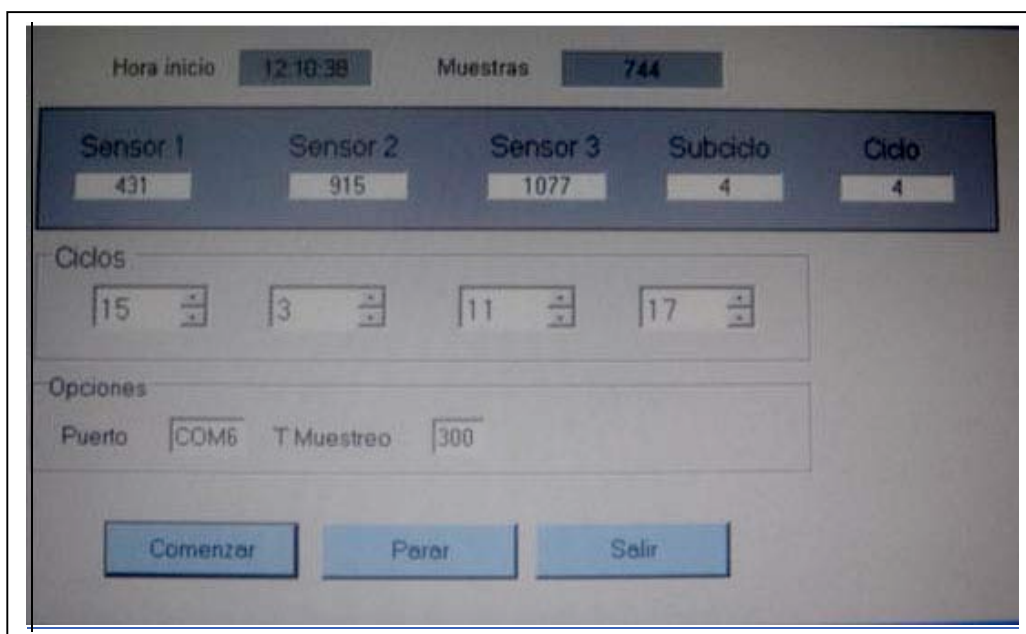 Hora inicio 12:10:38 Muestras 744
Sensor 1 Sensor 2 Sensor 3 Subciclo Ciclo
431 915 1077 4 4
Ciclos
15 3 11 17
Opciones
Puerto COM6 T Muestreo 300
Comenzar Parar Salir